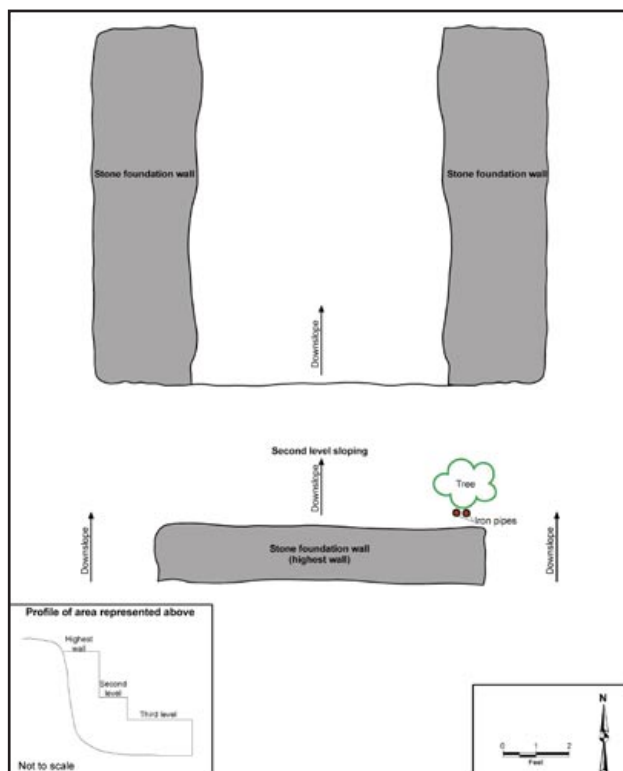 Stone foundation wall
Stone foundation wall
Downslope
Second level sloping
Downslope
Tree
Iron pipes
Downslope
Stone foundation wall
(highest wall)
Downslope
Profile of area represented above
Highest
wall
Second
level
Third level
Not to scale
N
0 1 2
Feet